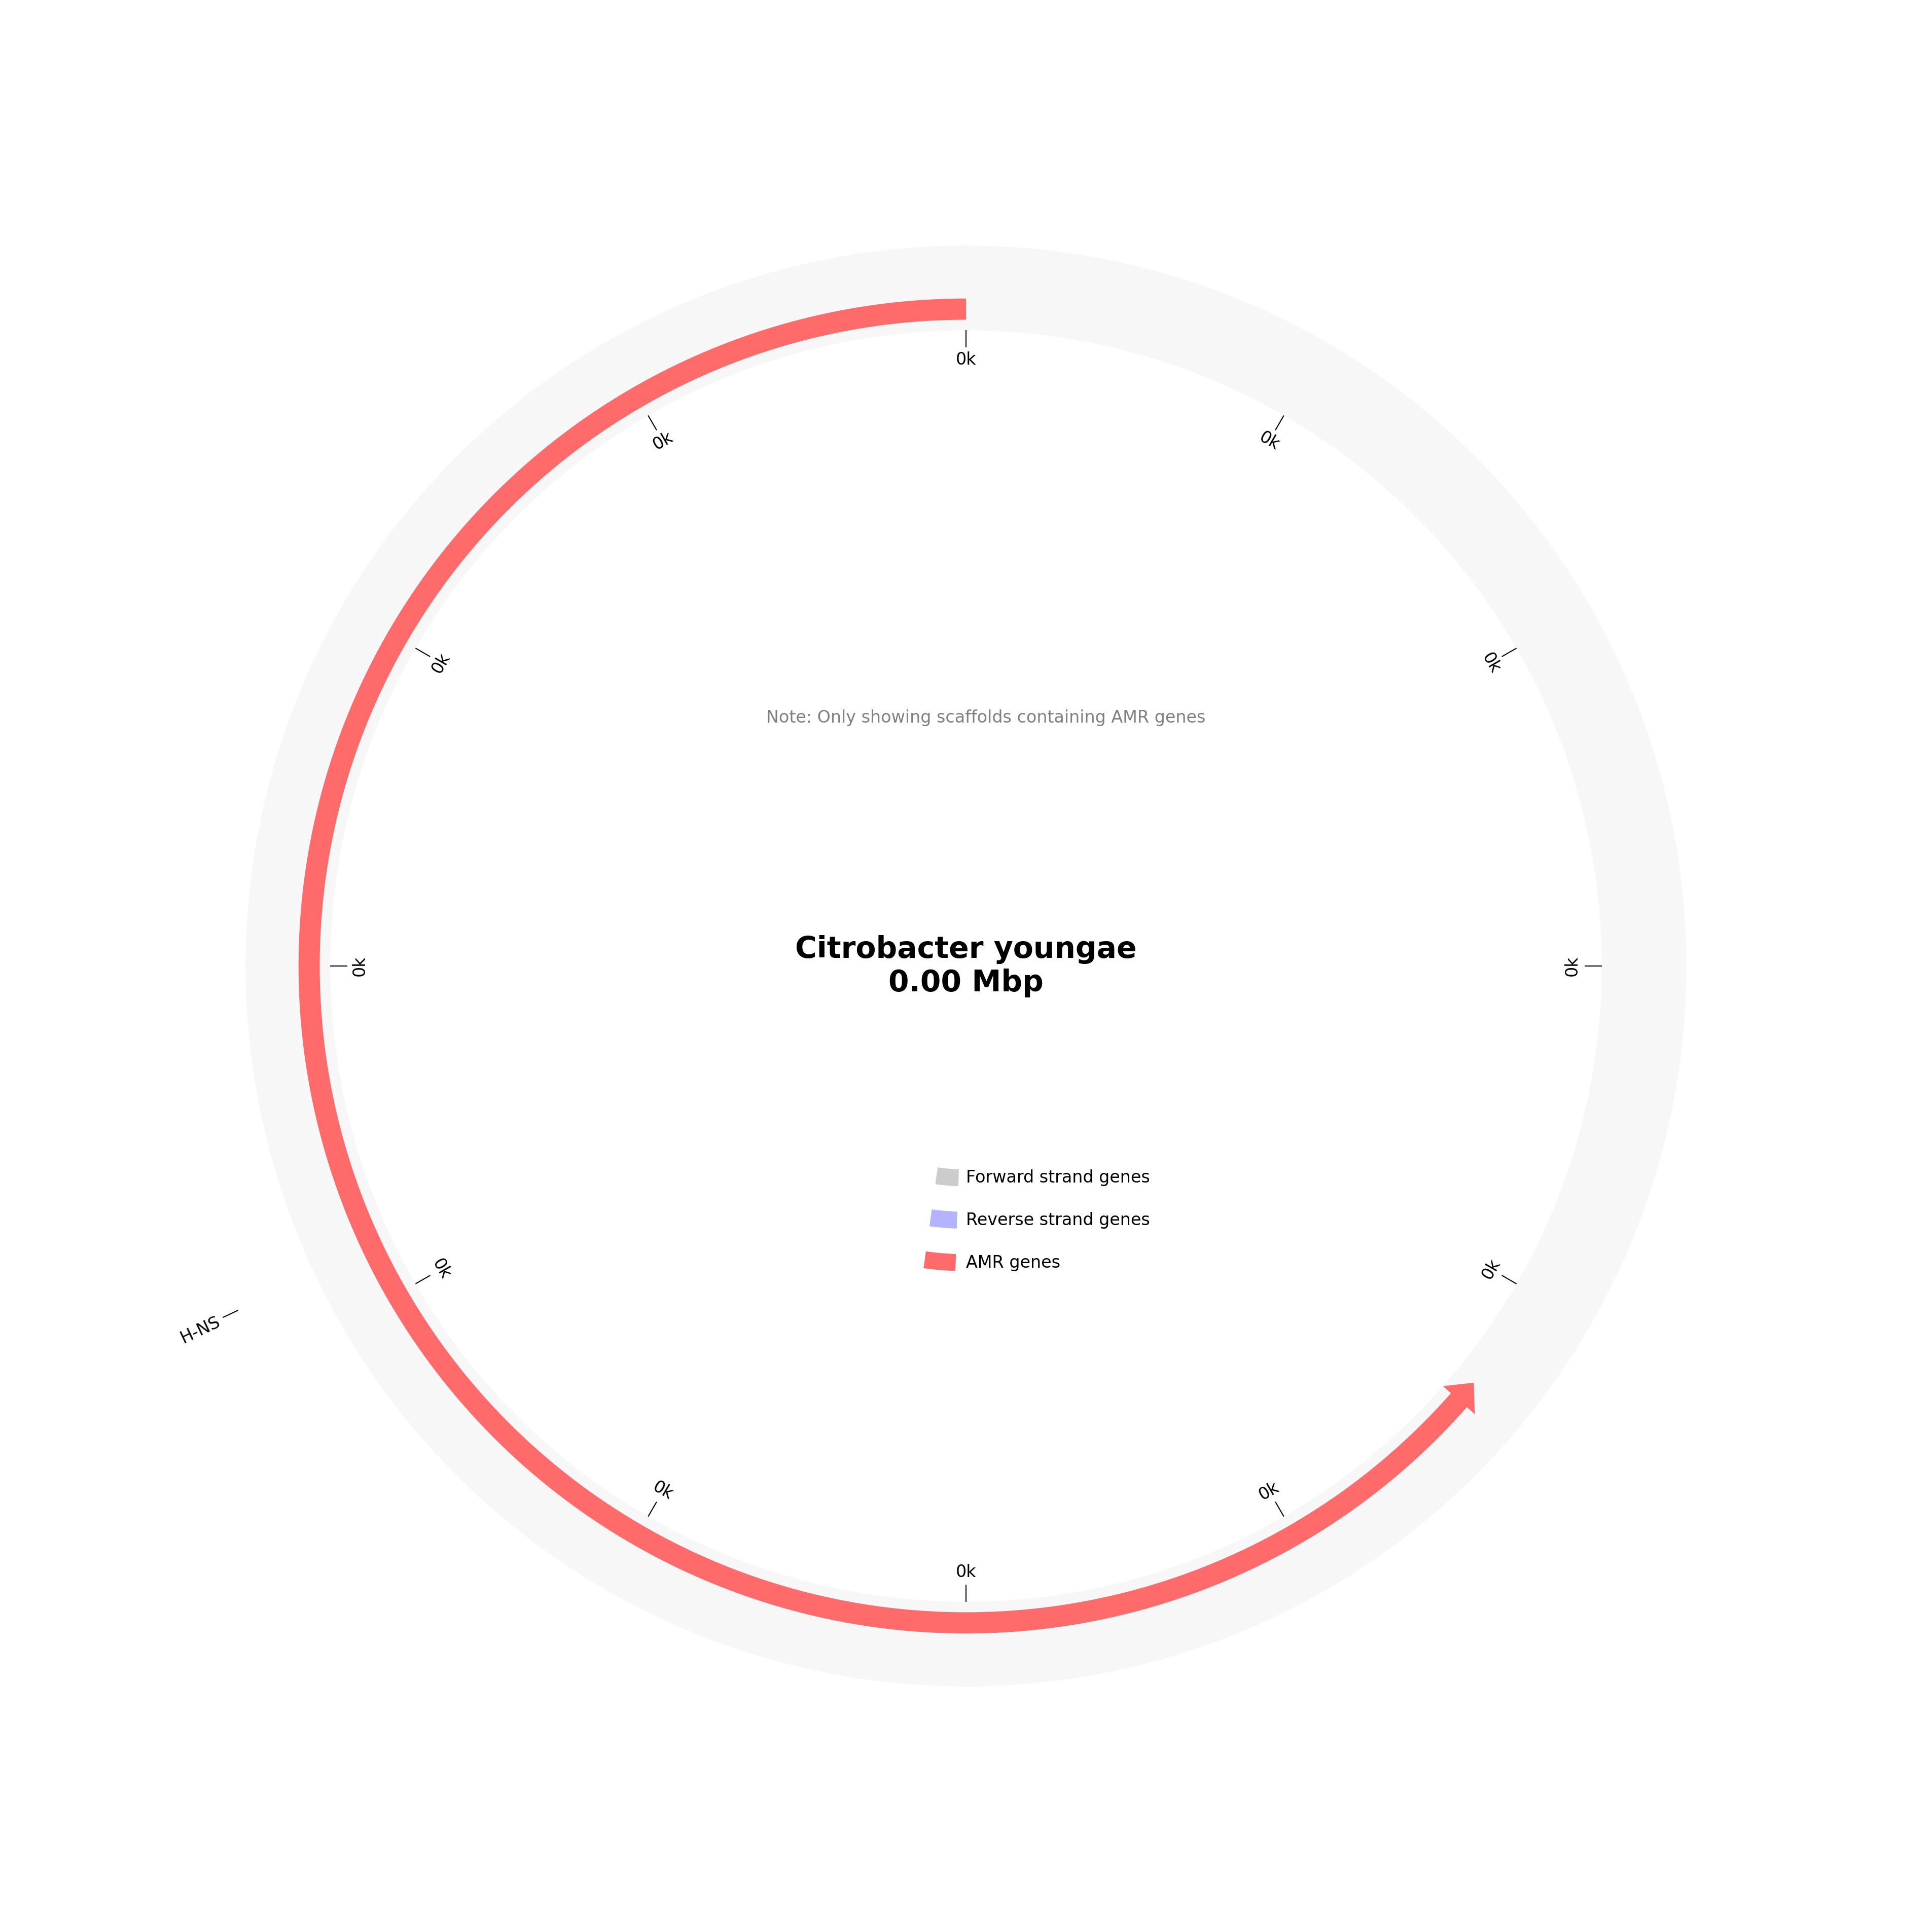 0k
0k
0k
0k
0k
Note: Only showing scaffolds containing AMR genes
Citrobacter youngae
0.00 Mbp
0k
0k
Forward strand genes
Reverse strand genes
AMR genes
0k
0k
H-NS
0k
0k
0k